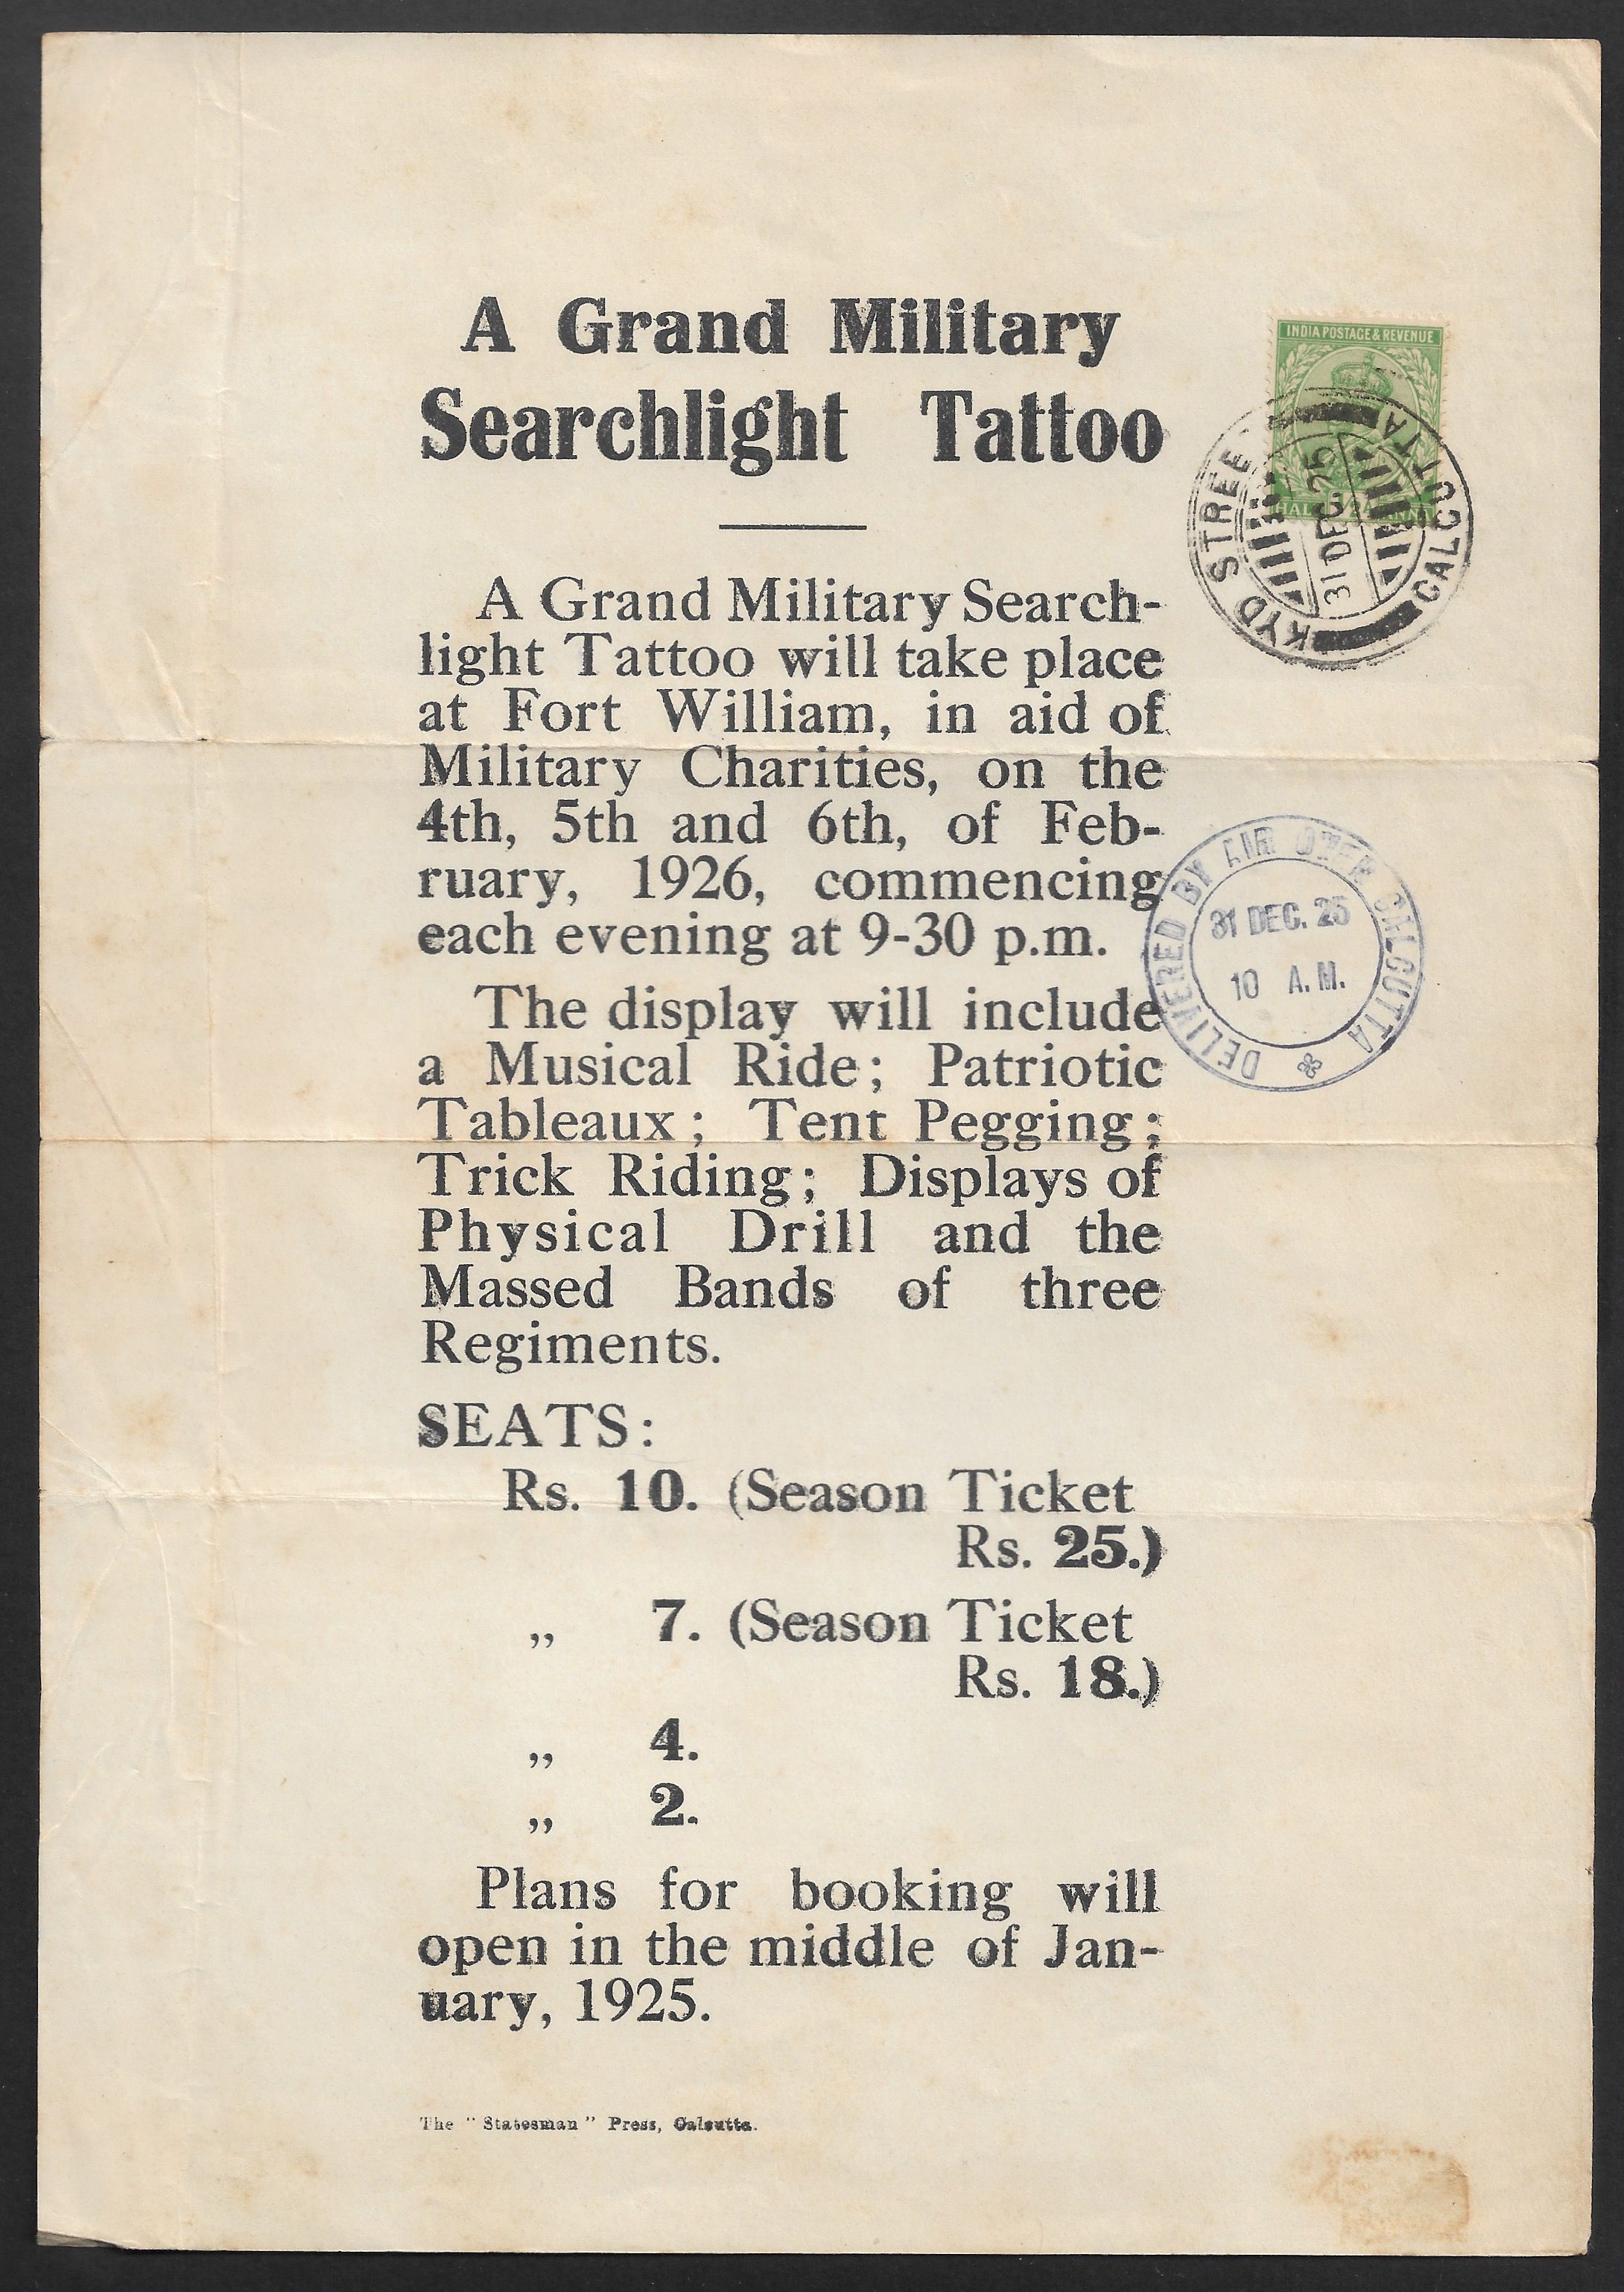 A Grand Military
Searchlight Tattoo
INDIA POSTAGE & REVENUE
HALF ANNA
KYD STREET
CALCUTTA
31 DEC. 25
A Grand Military Search-
light Tattoo will take place
at Fort William, in aid of
Military Charities, on the
4th, 5th and 6th, of Feb-
ruary, 1926, commencing
each evening at 9-30 p.m.
DELIVERED BY AIR OVER CALCUTTA
31 DEC. 25
10 A.M.
The display will include
a Musical Ride; Patriotic
Tableaux; Tent Pegging;
Trick Riding; Displays of
Physical Drill and the
Massed Bands of three
Regiments.
SEATS:
Rs. 10. (Season Ticket
Rs. 25.)
„ 7. (Season Ticket
Rs. 18.)
„ 4.
„ 2.
Plans for booking will
open in the middle of Jan-
uary, 1925.
The "Statesman" Press, Calcutta.